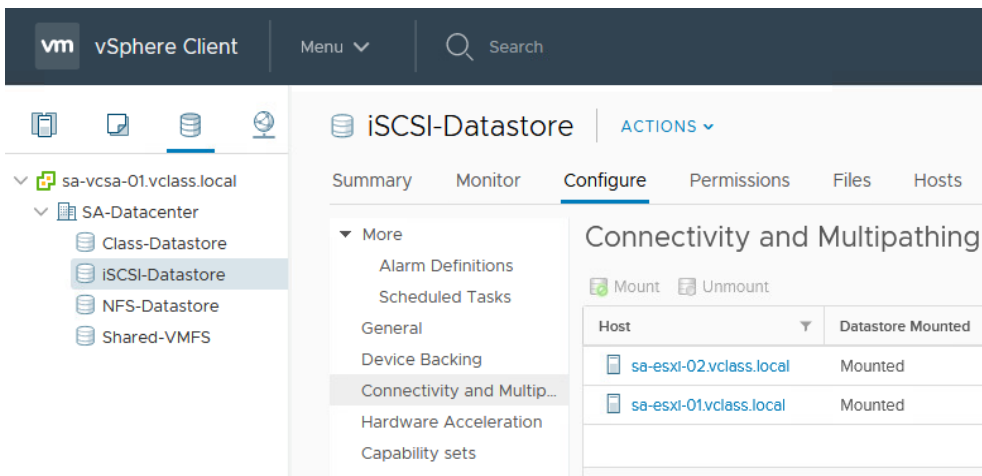 vm vSphere Client Menu Search
iSCSI-Datastore ACTIONS
sa-vcsa-01.vclass.local
SA-Datacenter
Class-Datastore
iSCSI-Datastore
NFS-Datastore
Shared-VMFS
Summary Monitor Configure Permissions Files Hosts
More
Alarm Definitions
Scheduled Tasks
General
Device Backing
Connectivity and Multip...
Hardware Acceleration
Capability sets
Connectivity and Multipathing
Mount Unmount
Host Datastore Mounted
sa-esxi-02.vclass.local Mounted
sa-esxi-01.vclass.local Mounted